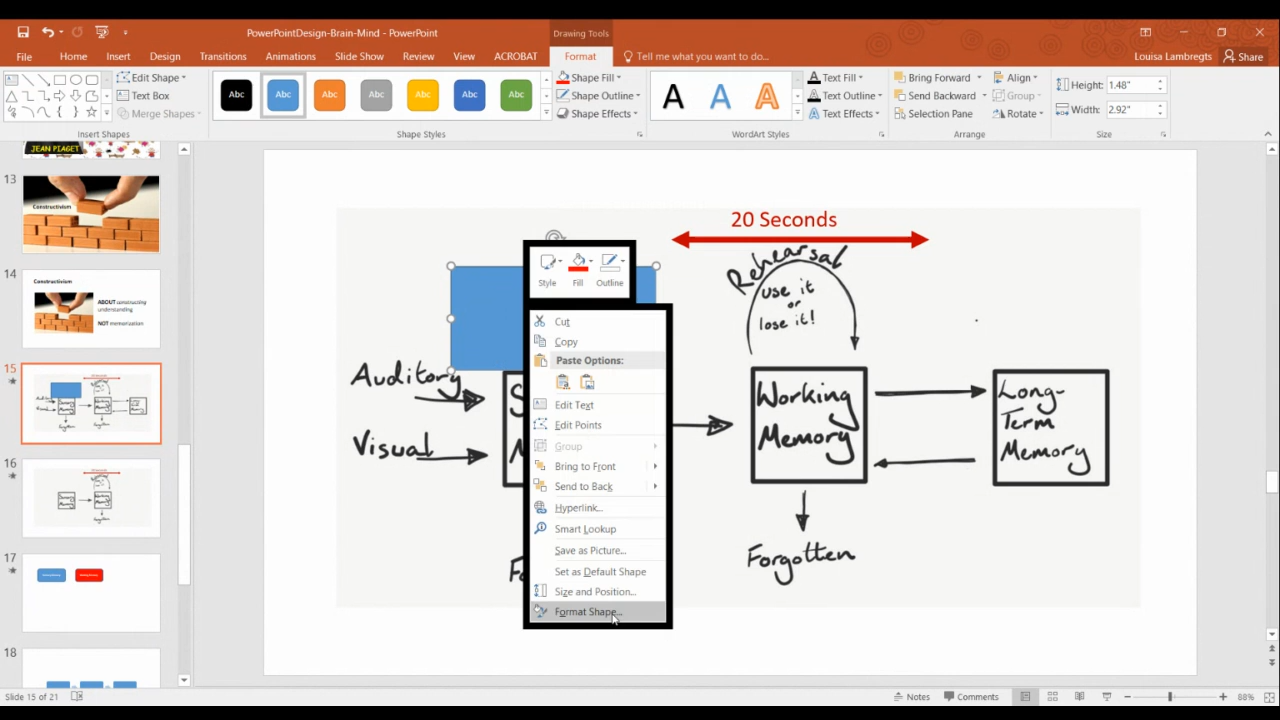 PowerPointDesign-Brain-Mind - PowerPoint
Drawing Tools
File Home Insert Design Transitions Animations Slide Show Review View ACROBAT Format Tell me what you want to do... Louisa Lambregts Share
Edit Shape
Text Box
Merge Shapes
Insert Shapes
Abc Abc Abc Abc Abc Abc Abc
Shape Fill
Shape Outline
Shape Effects
Shape Styles
A A A
Text Fill
Text Outline
Text Effects
WordArt Styles
Bring Forward
Send Backward
Selection Pane
Align
Group
Rotate
Arrange
Height: 1.48"
Width: 2.92"
Size
JEAN PIAGET
13
Constructivism
14
Constructivism
ABOUT constructing
understanding
NOT memorization
15
16
17
18
20 Seconds
Rehearsal
use it
or
lose it!
Auditory
Visual
Working
Memory
Long-
Term
Memory
Forgotten
Style Fill Outline
Cut
Copy
Paste Options:
Edit Text
Edit Points
Group
Bring to Front
Send to Back
Hyperlink...
Smart Lookup
Save as Picture...
Set as Default Shape
Size and Position...
Format Shape...
Slide 15 of 21
Notes
Comments
88%